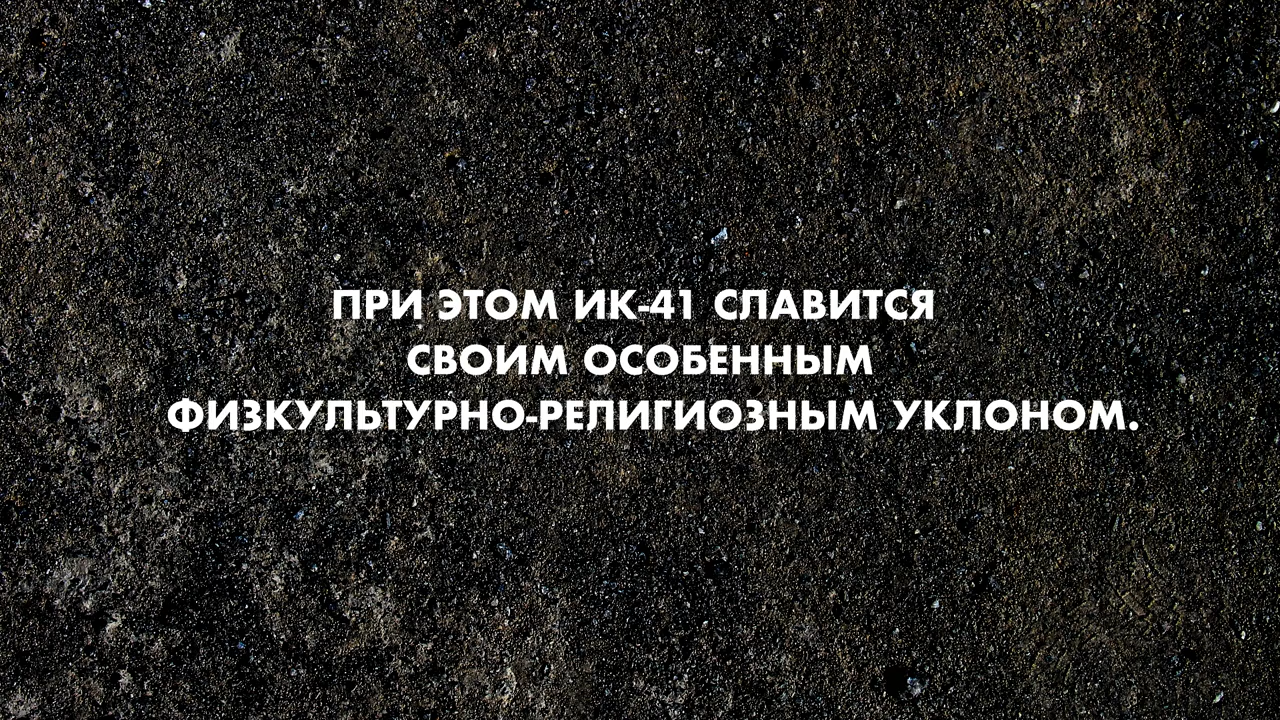 ПРИ ЭТОМ ИК-41 СЛАВИТСЯ
СВОИМ ОСОБЕННЫМ
ФИЗКУЛЬТУРНО-РЕЛИГИОЗНЫМ УКЛОНОМ.